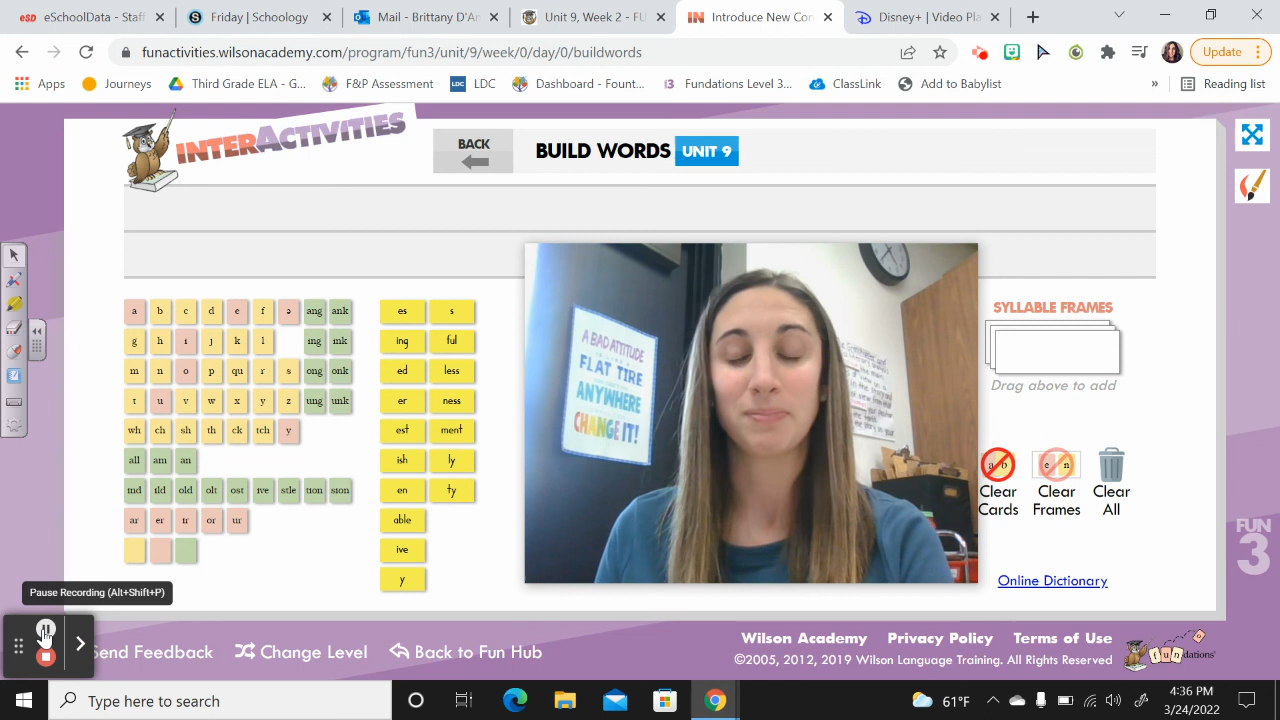 eSchoolData - Staff
Friday | Schoology
Mail - Brittany D'An
Unit 9, Week 2 - FU
Introduce New Con
Disney+ | Video Pla
funactivities.wilsonacademy.com/program/fun3/unit/9/week/0/day/0/buildwords
Update
Apps
Journeys
Third Grade ELA - G...
F&P Assessment
LDC
Dashboard - Fount...
Fundations Level 3...
ClassLink
Add to Babylist
»
Reading list
INTERACTIVITIES
BACK
BUILD WORDS UNIT 9
a b c d e f ə ang ank
g h i j k l ing ink
m n o p qu r s ong onk
t u v w x y z ung unk
wh ch sh th ck tch y
all am an
ind ild old olt ost ive stle tion sion
ar er ir or ur
es s
ing ful
ed less
er ness
est ment
ish ly
en ty
able
ive
y
A BAD ATTITUDE
IS LIKE A
FLAT TIRE
ANYWHERE
CHANGE IT!
SYLLABLE FRAMES
Drag above to add
a b
e n
Clear Cards
Clear Frames
Clear All
Online Dictionary
FUN
3
Pause Recording (Alt+Shift+P)
Send Feedback
Change Level
Back to Fun Hub
Wilson Academy Privacy Policy Terms of Use
©2005, 2012, 2019 Wilson Language Training. All Rights Reserved
fundations
Type here to search
61°F
4:36 PM
3/24/2022